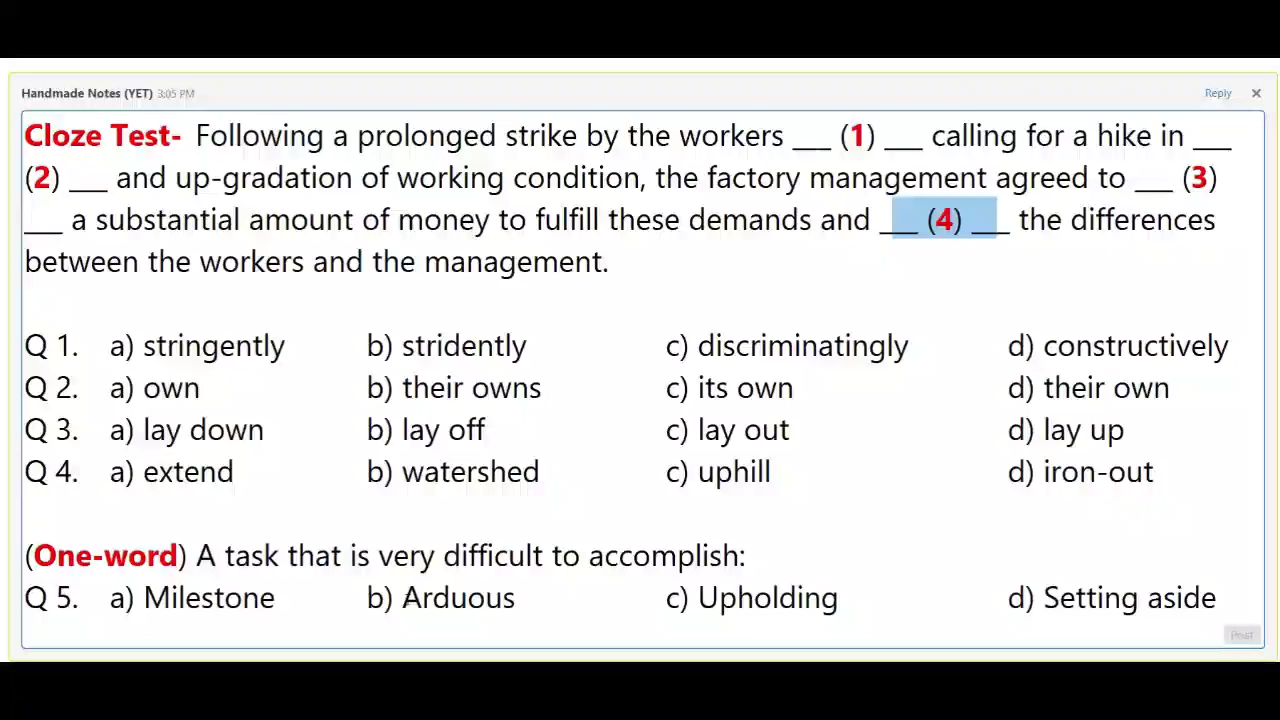 Handmade Notes (YET) 3:05 PM Reply ✕
Cloze Test- Following a prolonged strike by the workers ___ (1) ___ calling for a hike in ___
(2) ___ and up-gradation of working condition, the factory management agreed to ___ (3)
___ a substantial amount of money to fulfill these demands and ___ (4) ___ the differences
between the workers and the management.
Q 1. a) stringently b) stridently c) discriminatingly d) constructively
Q 2. a) own b) their owns c) its own d) their own
Q 3. a) lay down b) lay off c) lay out d) lay up
Q 4. a) extend b) watershed c) uphill d) iron-out
(One-word) A task that is very difficult to accomplish:
Q 5. a) Milestone b) Arduous c) Upholding d) Setting aside
Post